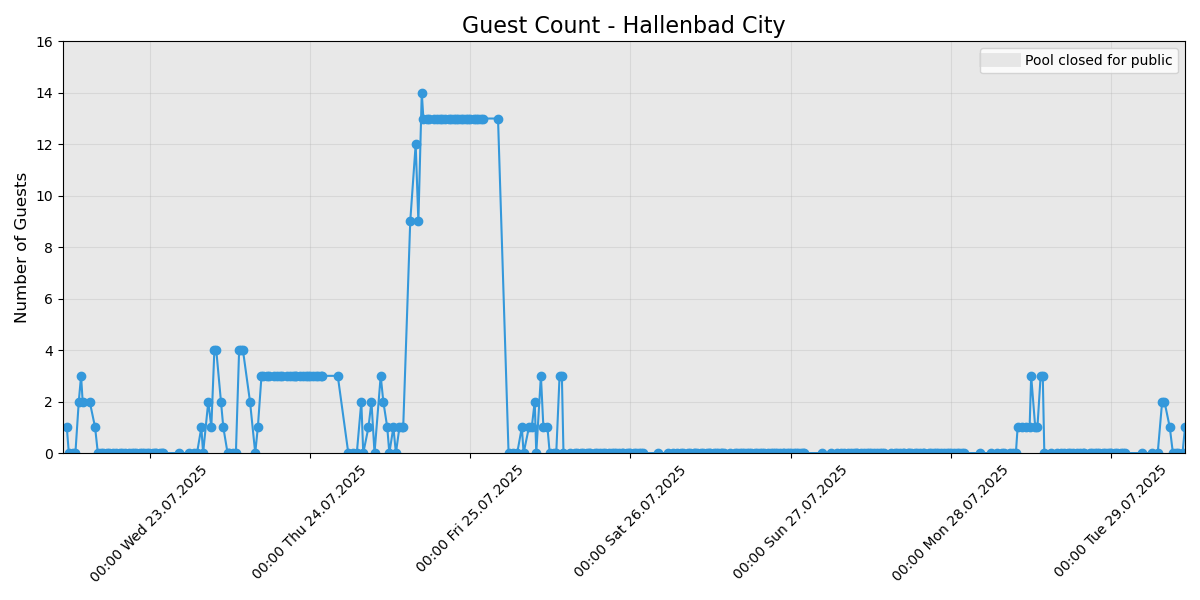 Guest Count - Hallenbad City
Pool closed for public
Number of Guests
16
14
12
10
8
6
4
2
0
00:00 Wed 23.07.2025
00:00 Thu 24.07.2025
00:00 Fri 25.07.2025
00:00 Sat 26.07.2025
00:00 Sun 27.07.2025
00:00 Mon 28.07.2025
00:00 Tue 29.07.2025